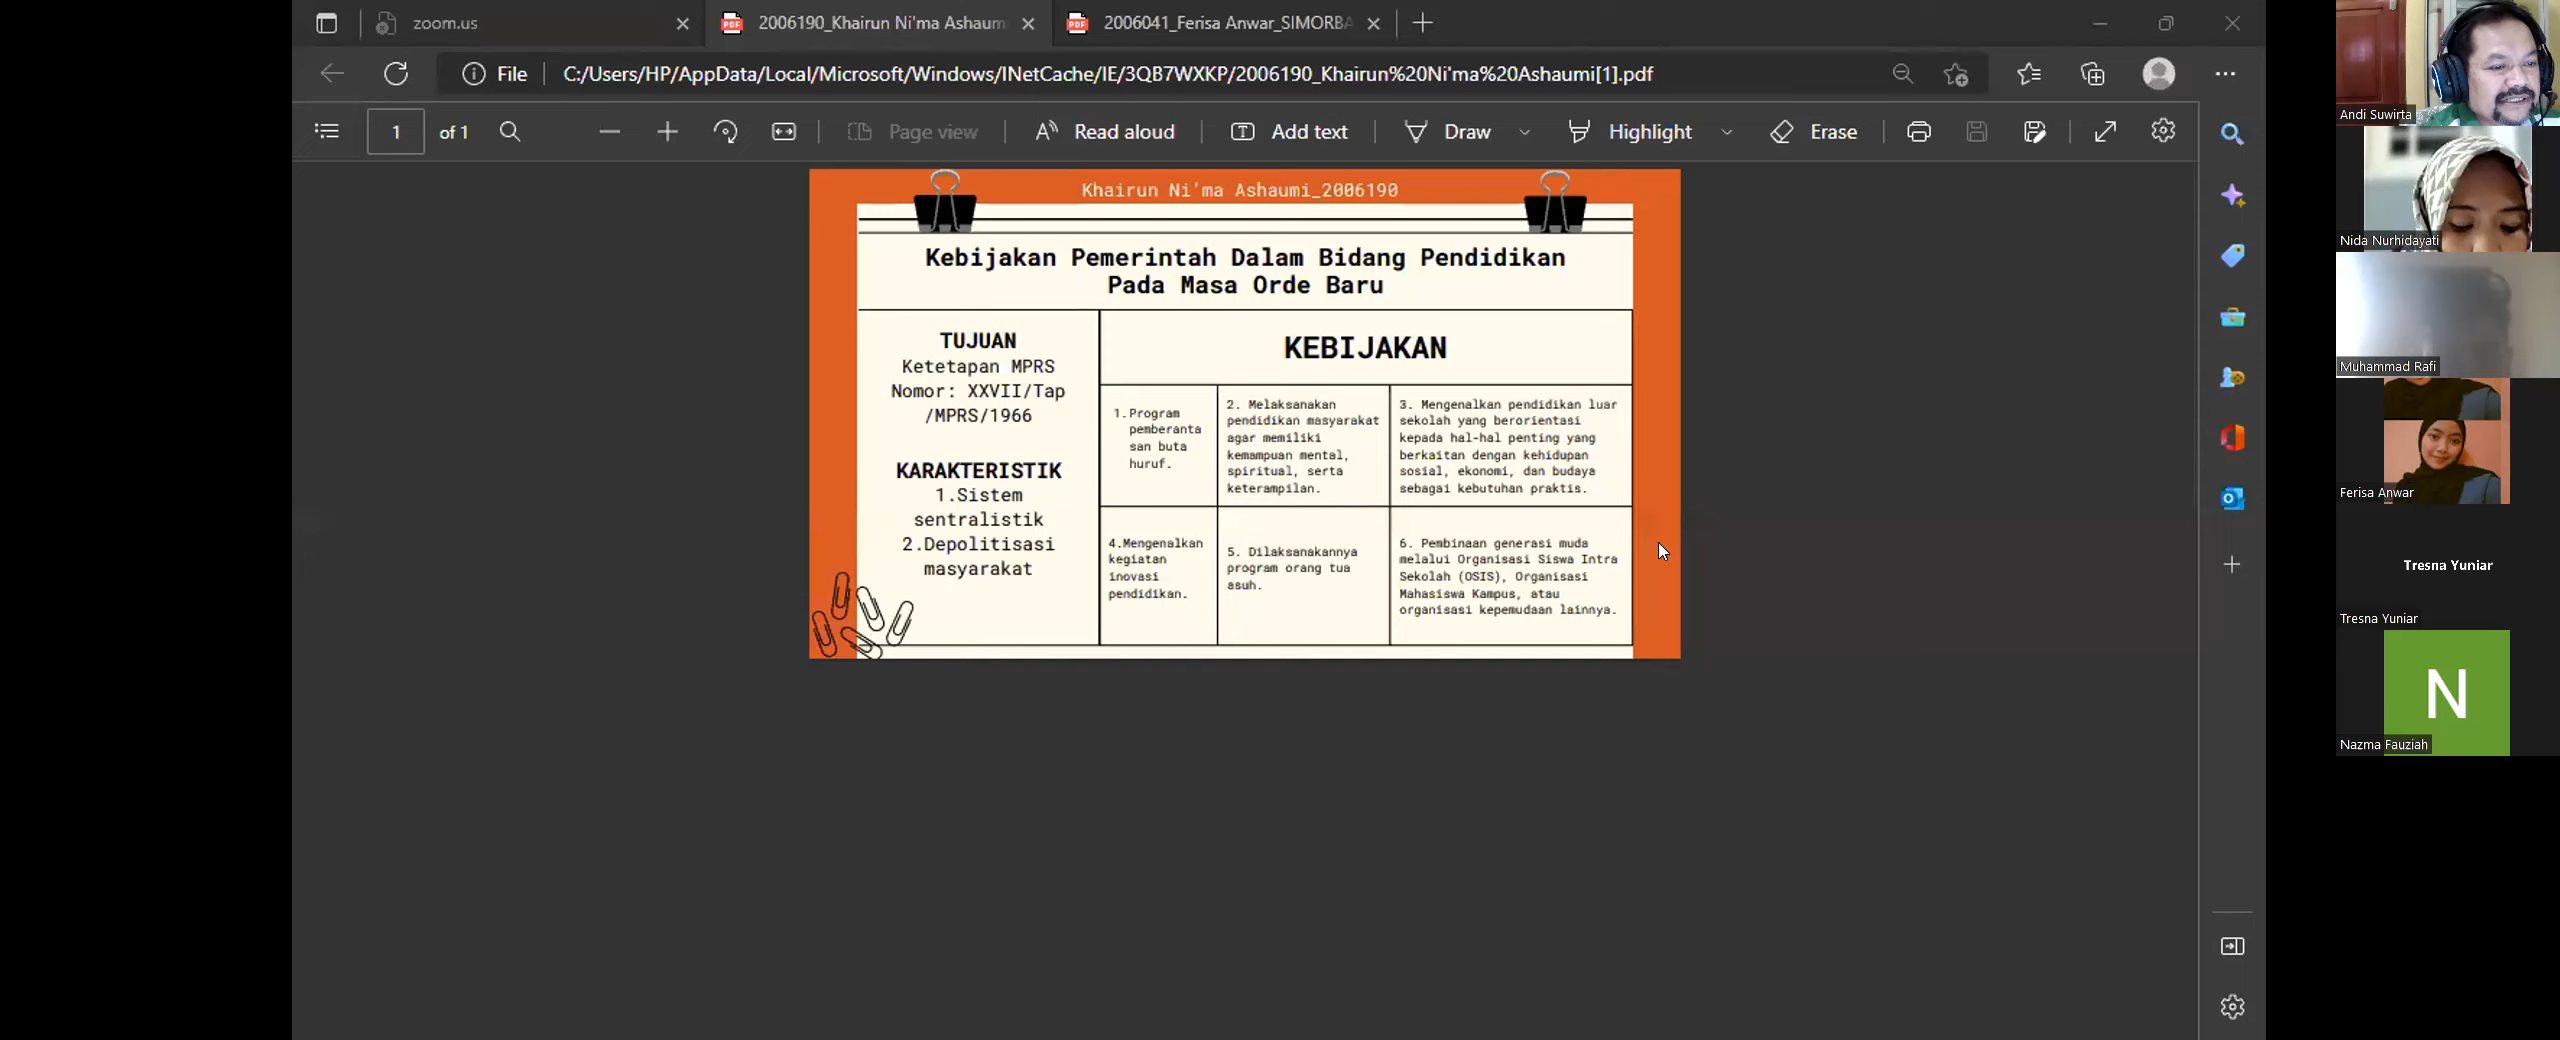 zoom.us
2006190_Khairun Ni'ma Ashaum
2006041_Ferisa Anwar_SIMORBA
File
C:/Users/HP/AppData/Local/Microsoft/Windows/INetCache/IE/3QB7WXKP/2006190_Khairun%20Ni'ma%20Ashaumi[1].pdf
1 of 1
Page view
Read aloud
Add text
Draw
Highlight
Erase
Khairun Ni'ma Ashaumi_2006190
Kebijakan Pemerintah Dalam Bidang Pendidikan
Pada Masa Orde Baru
TUJUAN
Ketetapan MPRS
Nomor: XXVII/Tap
/MPRS/1966
KARAKTERISTIK
1.Sistem
sentralistik
2.Depolitisasi
masyarakat
KEBIJAKAN
1.Program
pemberanta
san buta
huruf.
2. Melaksanakan
pendidikan masyarakat
agar memiliki
kemampuan mental,
spiritual, serta
keterampilan.
3. Mengenalkan pendidikan luar
sekolah yang berorientasi
kepada hal-hal penting yang
berkaitan dengan kehidupan
sosial, ekonomi, dan budaya
sebagai kebutuhan praktis.
4.Mengenalkan
kegiatan
inovasi
pendidikan.
5. Dilaksanakannya
program orang tua
asuh.
6. Pembinaan generasi muda
melalui Organisasi Siswa Intra
Sekolah (OSIS), Organisasi
Mahasiswa Kampus, atau
organisasi kepemudaan lainnya.
Andi Suwirta
Nida Nurhidayati
Muhammad Rafi
Ferisa Anwar
Tresna Yuniar
Tresna Yuniar
N
Nazma Fauziah